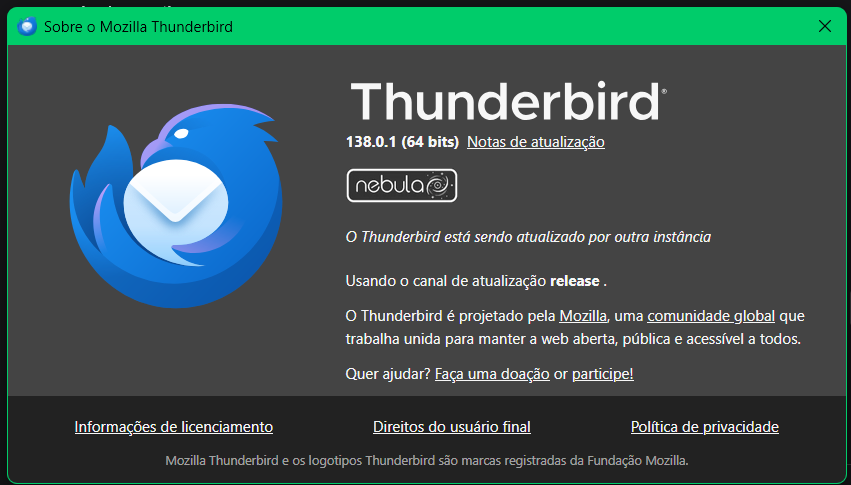 Sobre o Mozilla Thunderbird
Thunderbird®
138.0.1 (64 bits) Notas de atualização
nebula
O Thunderbird está sendo atualizado por outra instância
Usando o canal de atualização release .
O Thunderbird é projetado pela Mozilla, uma comunidade global que
trabalha unida para manter a web aberta, pública e acessível a todos.
Quer ajudar? Faça uma doação or participe!
Informações de licenciamento
Direitos do usuário final
Política de privacidade
Mozilla Thunderbird e os logotipos Thunderbird são marcas registradas da Fundação Mozilla.